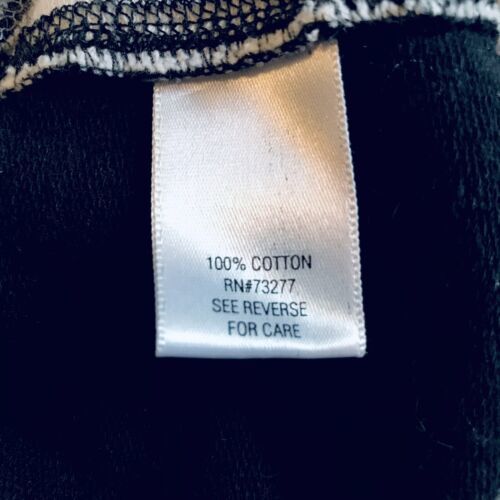 100% COTTON
RN#73277
SEE REVERSE
FOR CARE